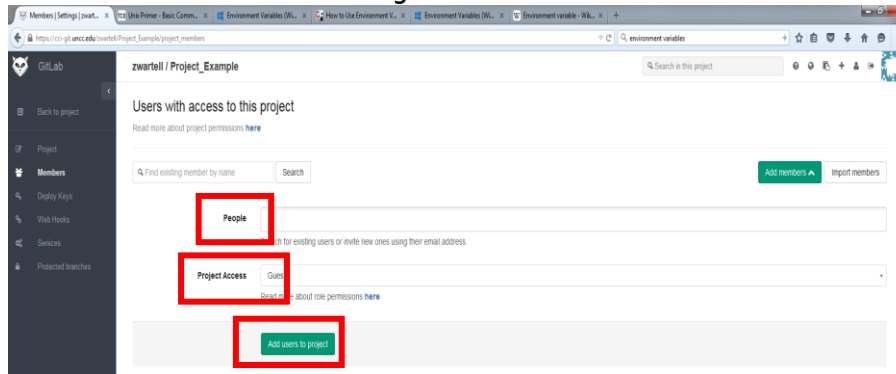 Members | Settings | zwart...
Unix Primer - Basic Comm...
Environment Variables (Wi...
How to Use Environment V...
Environment Variables (Wi...
Environment variable - Wik...
https://cci-git.uncc.edu/zwartell/Project_Example/project_members
environment variables
GitLab
zwartell / Project_Example
Search in this project
Back to project
Users with access to this project
Read more about project permissions here
Project
Members
Find existing member by name
Search
Add members
Import members
Deploy Keys
Web Hooks
People
Services
ch for existing users or invite new ones using their email address.
Protected branches
Project Access
Gues
Read more about role permissions here
Add users to project